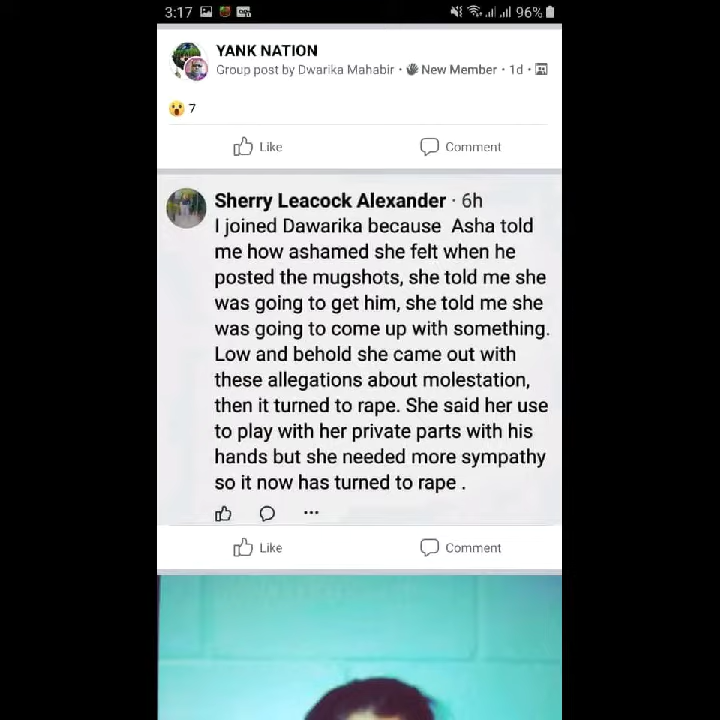 3:17
96%
YANK NATION
Group post by Dwarika Mahabir · New Member · 1d ·
7
Like Comment
Sherry Leacock Alexander · 6h
I joined Dawarika because Asha told
me how ashamed she felt when he
posted the mugshots, she told me she
was going to get him, she told me she
was going to come up with something.
Low and behold she came out with
these allegations about molestation,
then it turned to rape. She said her use
to play with her private parts with his
hands but she needed more sympathy
so it now has turned to rape .
Like Comment